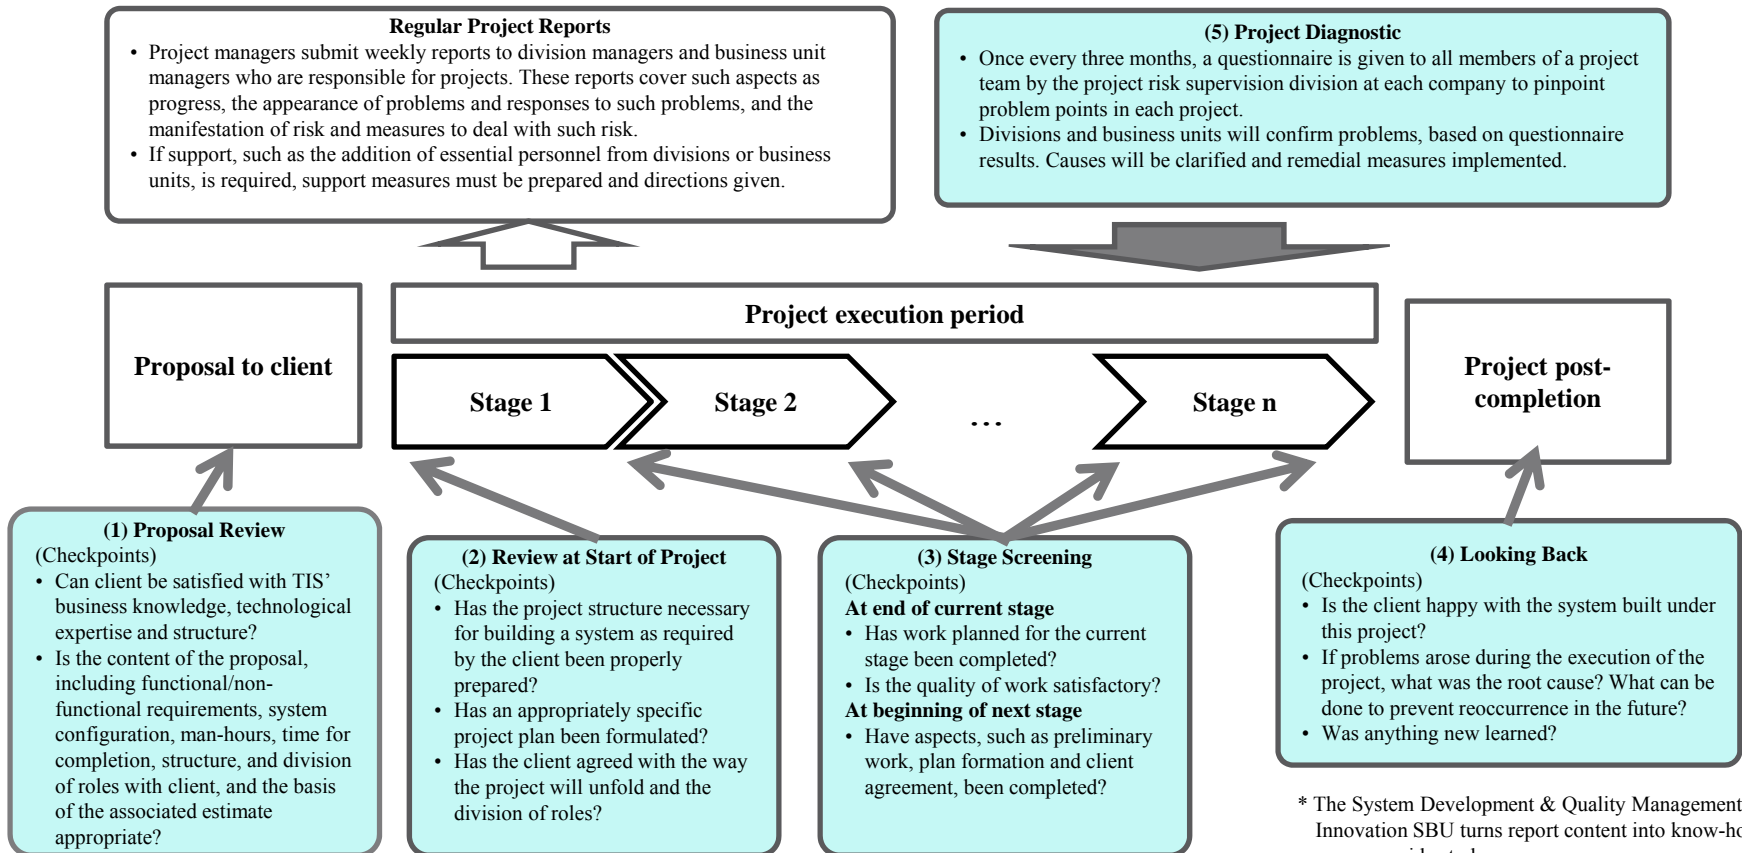 Regular Project Reports
• Project managers submit weekly reports to division managers and business unit
managers who are responsible for projects. These reports cover such aspects as
progress, the appearance of problems and responses to such problems, and the
manifestation of risk and measures to deal with such risk.
• If support, such as the addition of essential personnel from divisions or business
units, is required, support measures must be prepared and directions given.
(5) Project Diagnostic
• Once every three months, a questionnaire is given to all members of a project
team by the project risk supervision division at each company to pinpoint
problem points in each project.
• Divisions and business units will confirm problems, based on questionnaire
results. Causes will be clarified and remedial measures implemented.
Proposal to client
Project execution period
Stage 1
Stage 2
...
Stage n
Project post-
completion
(1) Proposal Review
(Checkpoints)
• Can client be satisfied with TIS’
business knowledge, technological
expertise and structure?
• Is the content of the proposal,
including functional/non-
functional requirements, system
configuration, man-hours, time for
completion, structure, and division
of roles with client, and the basis
of the associated estimate
appropriate?
(2) Review at Start of Project
(Checkpoints)
• Has the project structure necessary
for building a system as required
by the client been properly
prepared?
• Has an appropriately specific
project plan been formulated?
• Has the client agreed with the way
the project will unfold and the
division of roles?
(3) Stage Screening
(Checkpoints)
At end of current stage
• Has work planned for the current
stage been completed?
• Is the quality of work satisfactory?
At beginning of next stage
• Have aspects, such as preliminary
work, plan formation and client
agreement, been completed?
(4) Looking Back
(Checkpoints)
• Is the client happy with the system built under
this project?
• If problems arose during the execution of the
project, what was the root cause? What can be
done to prevent reoccurrence in the future?
• Was anything new learned?
* The System Development & Quality Management
Innovation SBU turns report content into know-ho